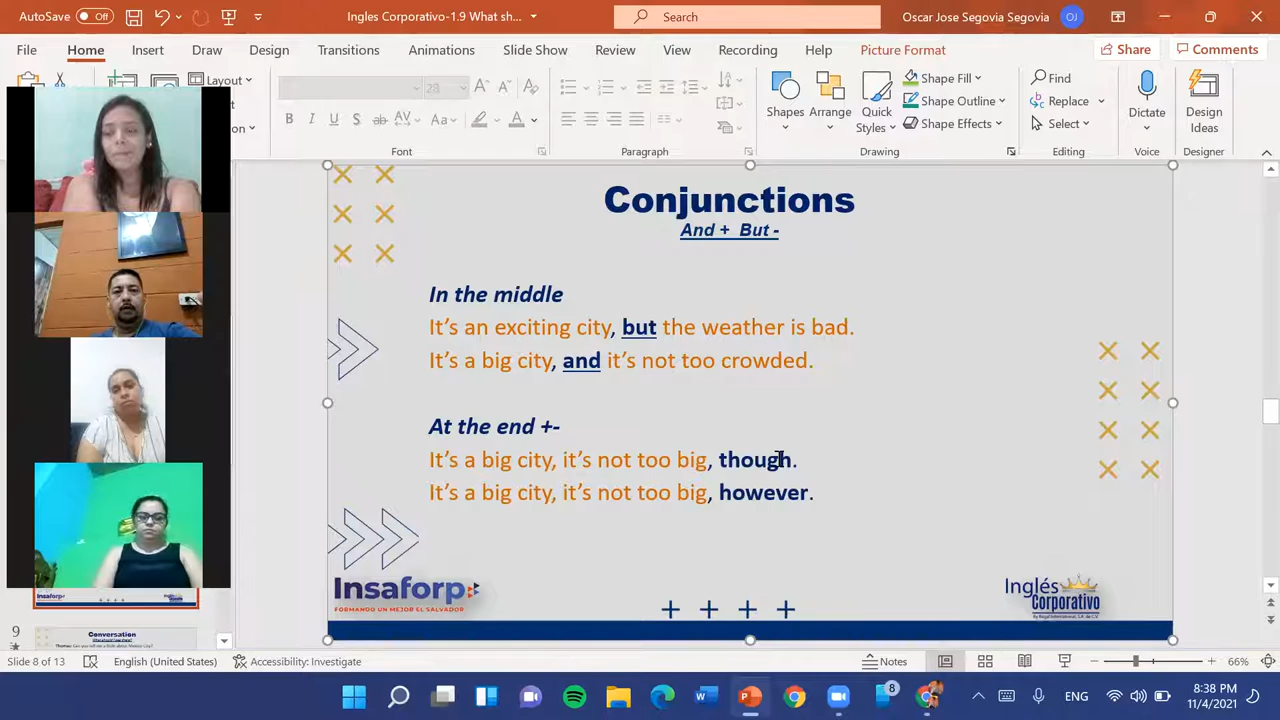 AutoSave Off Ingles Corporativo-1.9 What sh... Search Oscar Jose Segovia Segovia OJ
File Home Insert Draw Design Transitions Animations Slide Show Review View Recording Help Picture Format Share Comments
Layout
Shapes Arrange Quick Styles
Shape Fill
Shape Outline
Shape Effects
Find
Replace
Select
Dictate
Design Ideas
Font Paragraph Drawing Editing Voice Designer
Conjunctions
And + But -
In the middle
It's an exciting city, but the weather is bad.
It's a big city, and it's not too crowded.
At the end +-
It's a big city, it's not too big, though.
It's a big city, it's not too big, however.
Insaforp
FORMANDO UN MEJOR EL SALVADOR
Inglés
Corporativo
9
Conversation
Slide 8 of 13 English (United States) Accessibility: Investigate Notes 66%
8
ENG
8:38 PM
11/4/2021